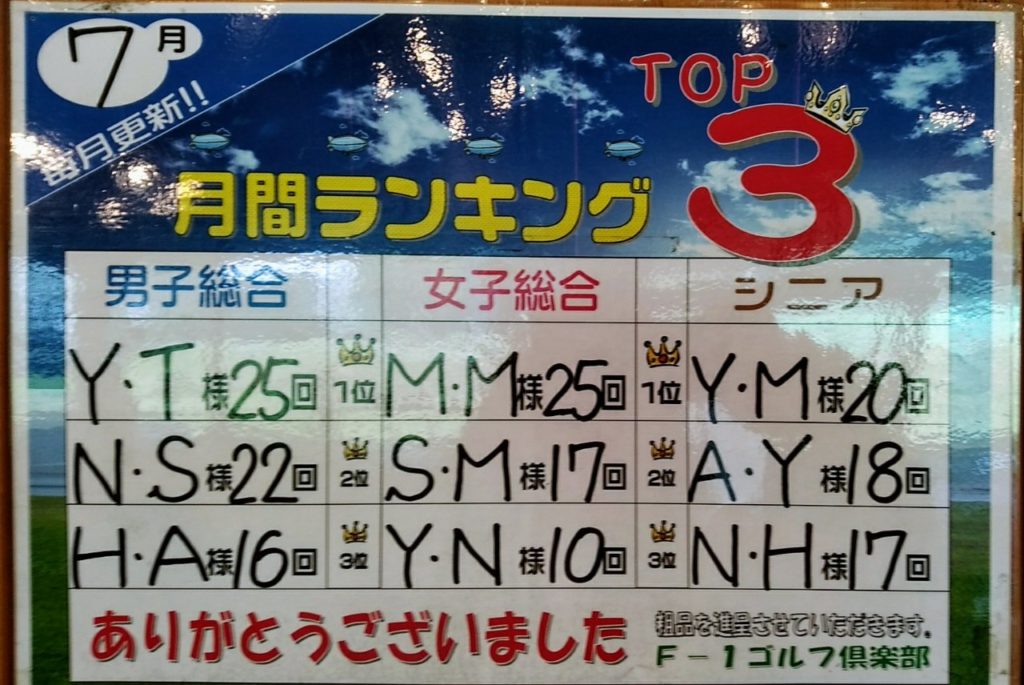 7月
毎月更新!!
TOP
3
月間ランキング
男子総合 女子総合 シニア
Y・T様25回 1位 M・M様25回 1位 Y・M様20回
N・S様22回 2位 S・M様17回 2位 A・Y様18回
H・A様16回 3位 Y・N様10回 3位 N・H様17回
ありがとうございました
粗品を進呈させていただきます。
F-1ゴルフ倶楽部